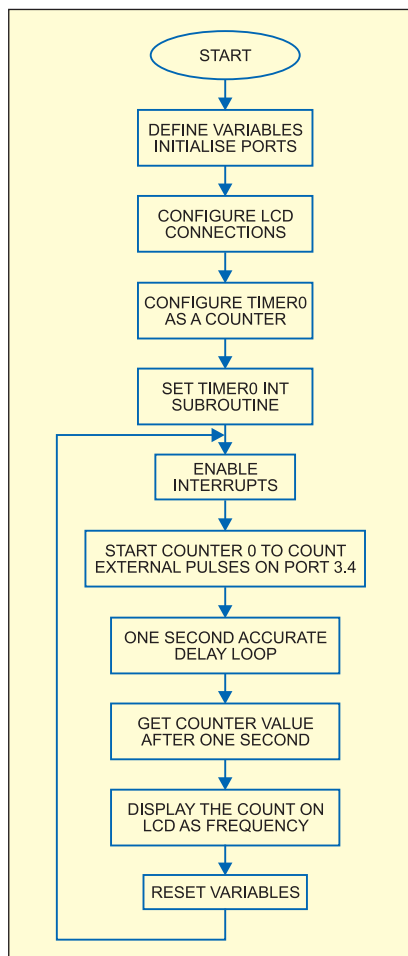 START
DEFINE VARIABLES
INITIALISE PORTS
CONFIGURE LCD
CONNECTIONS
CONFIGURE TIMER0
AS A COUNTER
SET TIMER0 INT
SUBROUTINE
ENABLE
INTERRUPTS
START COUNTER 0 TO COUNT
EXTERNAL PULSES ON PORT 3.4
ONE SECOND ACCURATE
DELAY LOOP
GET COUNTER VALUE
AFTER ONE SECOND
DISPLAY THE COUNT ON
LCD AS FREQUENCY
RESET VARIABLES